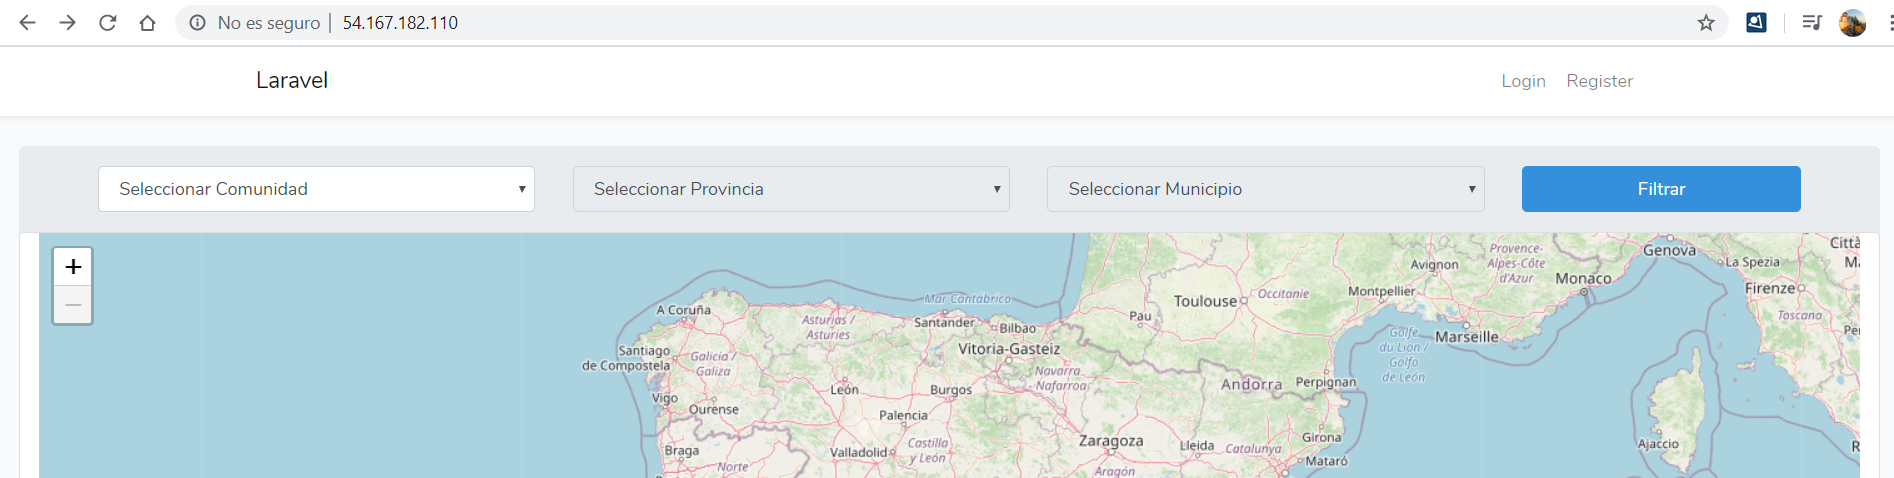 No es seguro | 54.167.182.110
Laravel
Login Register
Seleccionar Comunidad
Seleccionar Provincia
Seleccionar Municipio
Filtrar
+
−
A Coruña
Santiago
de Compostela
Vigo
Ourense
Galicia /
Galiza
Braga
Norte
Asturias /
Asturies
León
Palencia
Valladolid
Castilla
y León
Burgos
Santander
Mar Cantábrico
Bilbao
Vitoria-Gasteiz
Navarra
Nafarroa
Zaragoza
Aragón
Lleida
Catalunya
Girona
Mataró
Andorra
Perpignan
Pau
Toulouse
Occitanie
Montpellier
Avignon
Provence-
Alpes-Côte
d'Azur
Marseille
Golfe
du Lion /
Golfo
de León
Monaco
Genova
La Spezia
Firenze
Toscana
Ajaccio
Città